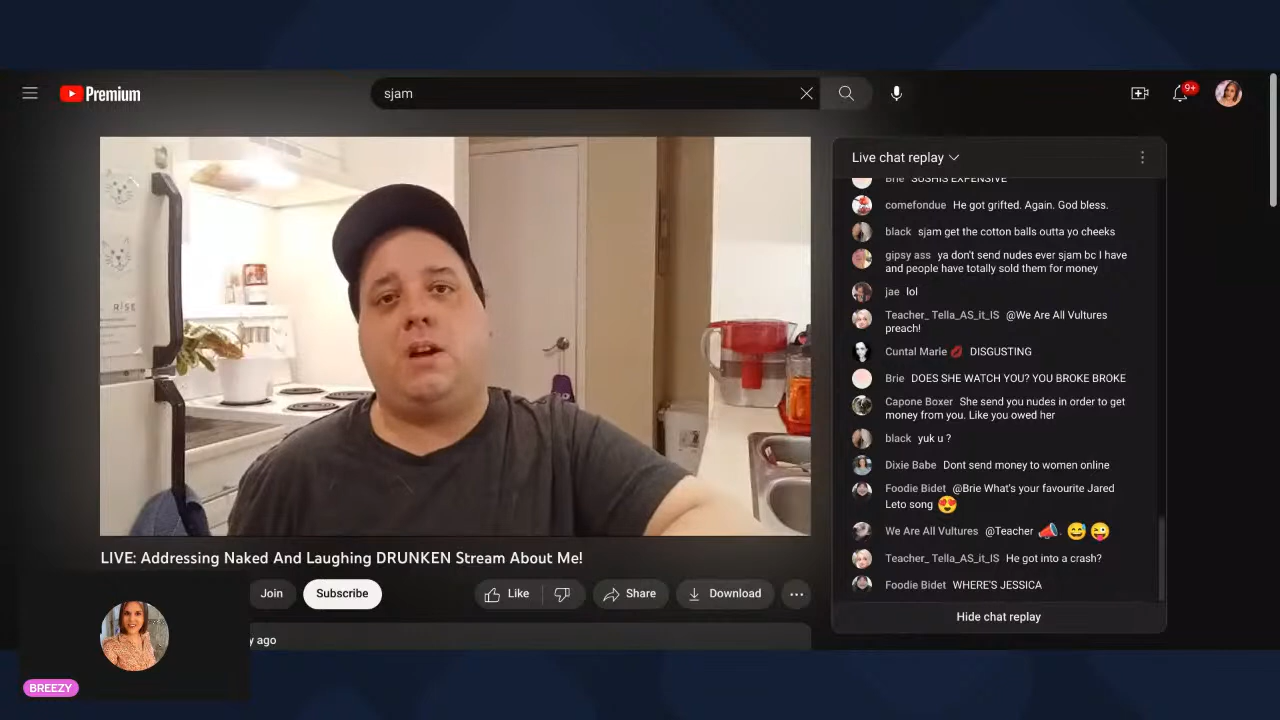 Premium
sjam
9+
Live chat replay
Brie SUSHIS EXPENSIVE
comefondue He got grifted. Again. God bless.
black sjam get the cotton balls outta yo cheeks
gipsy ass ya don't send nudes ever sjam bc I have
and people have totally sold them for money
jae lol
Teacher_ Tella_AS_it_IS @We Are All Vultures
preach!
Cuntal Marie 💋 DISGUSTING
Brie DOES SHE WATCH YOU? YOU BROKE BROKE
Capone Boxer She send you nudes in order to get
money from you. Like you owed her
black yuk u ?
Dixie Babe Dont send money to women online
Foodie Bidet @Brie What's your favourite Jared
Leto song 😍
We Are All Vultures @Teacher 📣 😅 😜
Teacher_ Tella_AS_it_IS He got into a crash?
Foodie Bidet WHERE'S JESSICA
Hide chat replay
RISE
LIVE: Addressing Naked And Laughing DRUNKEN Stream About Me!
Join
Subscribe
Like
Share
Download
y ago
BREEZY